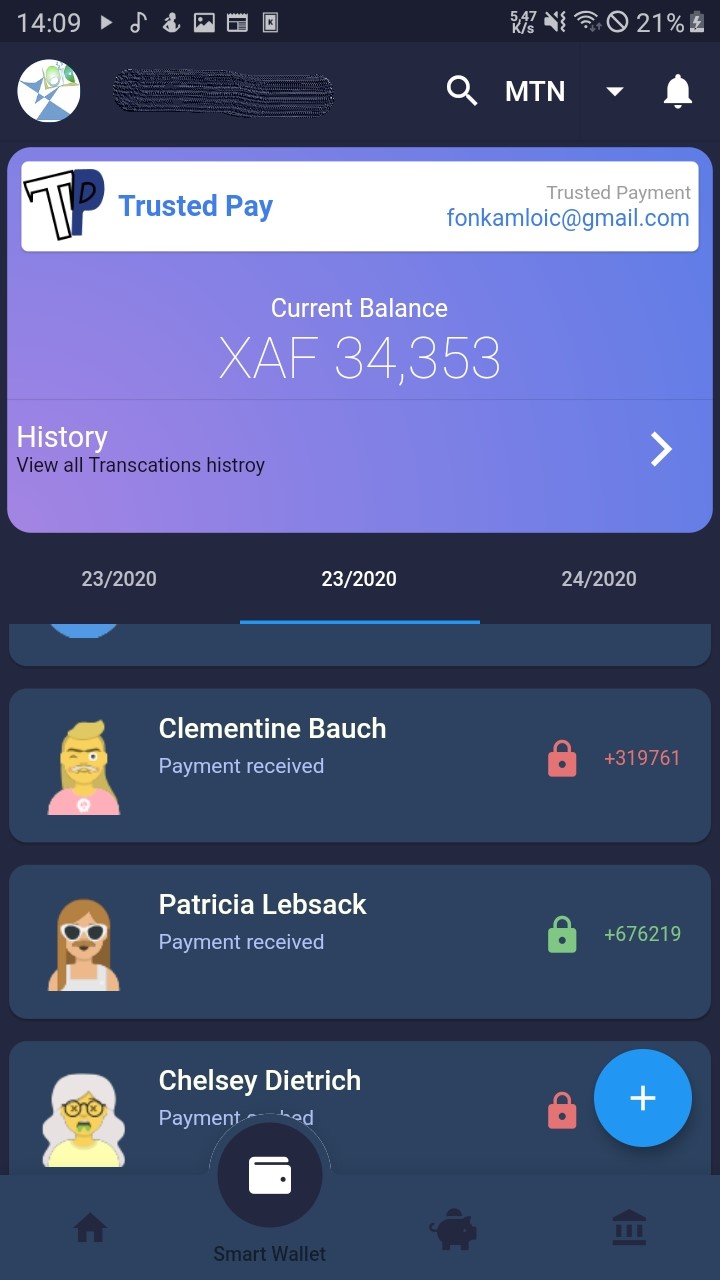 14:09
5,47 K/s
21%
MTN
TP
Trusted Pay
Trusted Payment
fonkamloic@gmail.com
Current Balance
XAF 34,353
History
View all Transcations histroy
23/2020
23/2020
24/2020
Clementine Bauch
Payment received
+319761
Patricia Lebsack
Payment received
+676219
Chelsey Dietrich
Payment
Smart Wallet